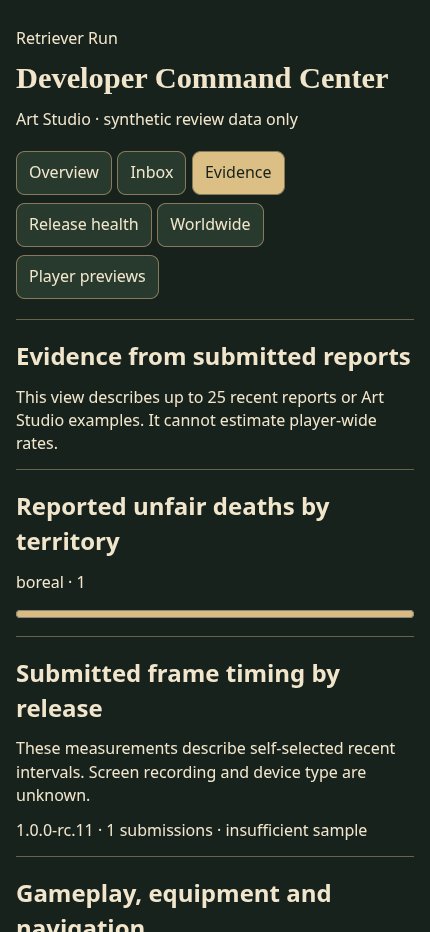 Retriever Run
Developer Command Center
Art Studio · synthetic review data only
Overview
Inbox
Evidence
Release health
Worldwide
Player previews
Evidence from submitted reports
This view describes up to 25 recent reports or Art
Studio examples. It cannot estimate player-wide
rates.
Reported unfair deaths by
territory
boreal · 1
Submitted frame timing by
release
These measurements describe self-selected recent
intervals. Screen recording and device type are
unknown.
1.0.0-rc.11 · 1 submissions · insufficient sample
Gameplay, equipment and
navigation